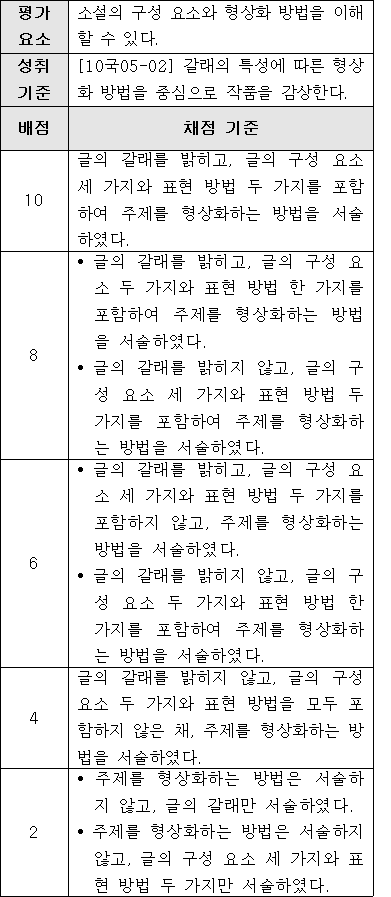 평가 소설의 구성 요소와 형상화 방법을 이해
요소 할 수 있다.
성취 [10국05-02] 갈래의 특성에 따른 형상
기준 화 방법을 중심으로 작품을 감상한다.
배점 채점 기준
10
글의 갈래를 밝히고, 글의 구성 요소
세 가지와 표현 방법 두 가지를 포함
하여 주제를 형상화하는 방법을 서술
하였다.
8
• 글의 갈래를 밝히고, 글의 구성 요
소 두 가지와 표현 방법 한 가지를
포함하여 주제를 형상화하는 방법
을 서술하였다.
• 글의 갈래를 밝히지 않고, 글의 구
성 요소 세 가지와 표현 방법 두
가지를 포함하여 주제를 형상화하
는 방법을 서술하였다.
6
• 글의 갈래를 밝히고, 글의 구성 요
소 세 가지와 표현 방법 두 가지를
포함하지 않고, 주제를 형상화하는
방법을 서술하였다.
• 글의 갈래를 밝히지 않고, 글의 구
성 요소 두 가지와 표현 방법 한
가지를 포함하여 주제를 형상화하
는 방법을 서술하였다.
4
글의 갈래를 밝히지 않고, 글의 구성
요소 두 가지와 표현 방법을 모두 포
함하지 않은 채, 주제를 형상화하는 방
법을 서술하였다.
2
• 주제를 형상화하는 방법은 서술하
지 않고, 글의 갈래만 서술하였다.
• 주제를 형상화하는 방법은 서술하지
않고, 글의 구성 요소 세 가지와 표
현 방법 두 가지만 서술하였다.